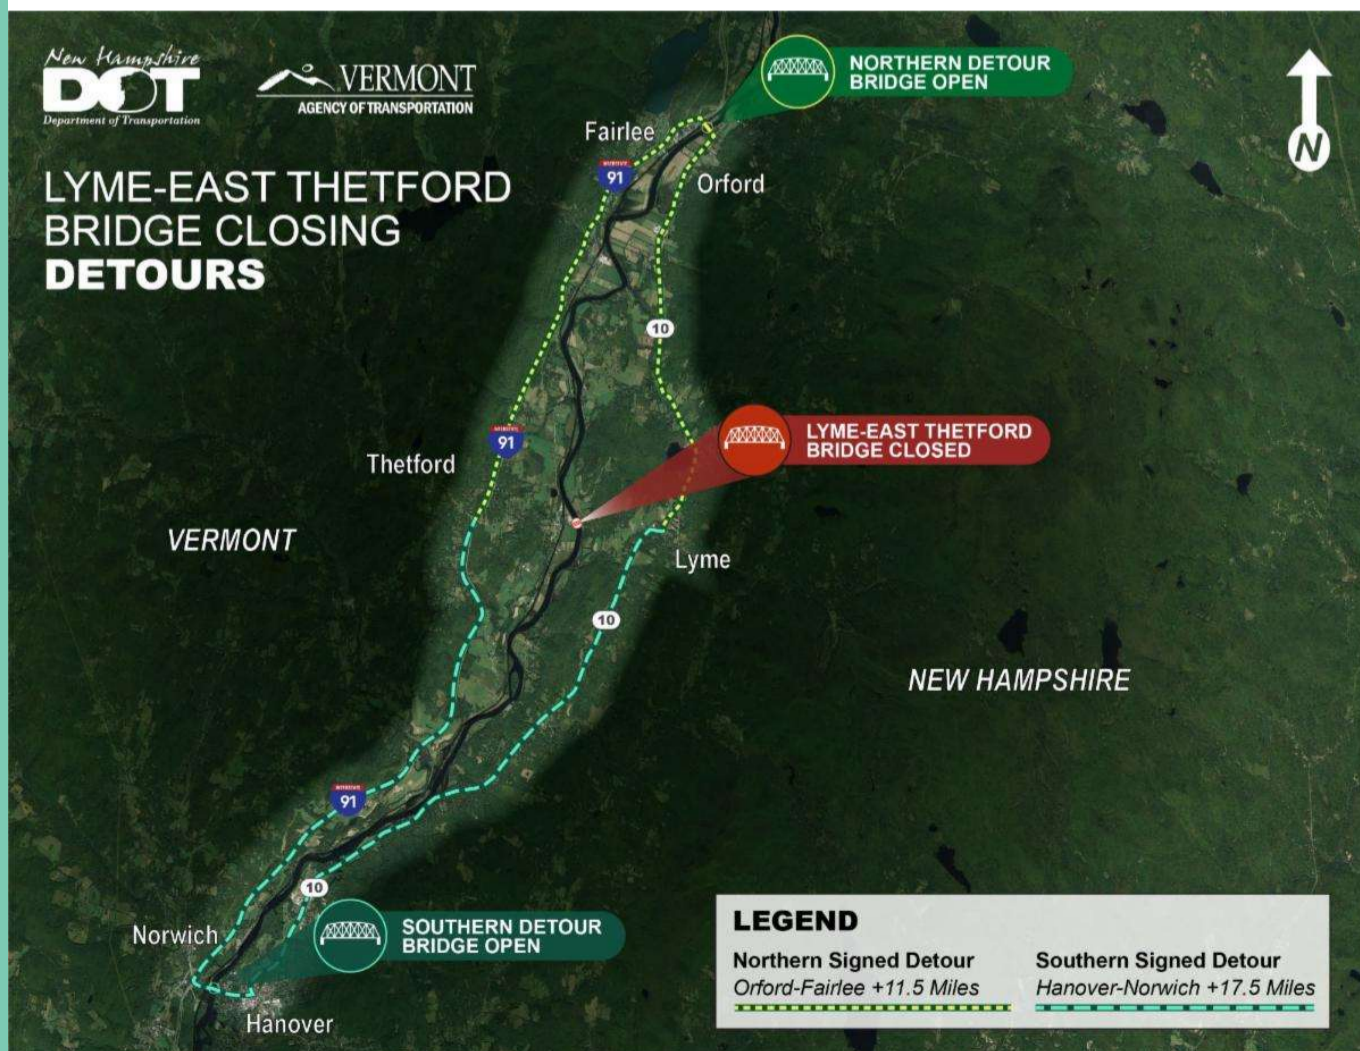 New Hampshire
DOT
Department of Transportation
VERMONT
AGENCY OF TRANSPORTATION
LYME-EAST THETFORD
BRIDGE CLOSING
DETOURS
NORTHERN DETOUR
BRIDGE OPEN
N
Fairlee
INTERSTATE
91
Orford
10
LYME-EAST THETFORD
BRIDGE CLOSED
INTERSTATE
91
Thetford
VERMONT
Lyme
10
NEW HAMPSHIRE
INTERSTATE
91
10
Norwich
SOUTHERN DETOUR
BRIDGE OPEN
Hanover
LEGEND
Northern Signed Detour
Orford-Fairlee +11.5 Miles
Southern Signed Detour
Hanover-Norwich +17.5 Miles